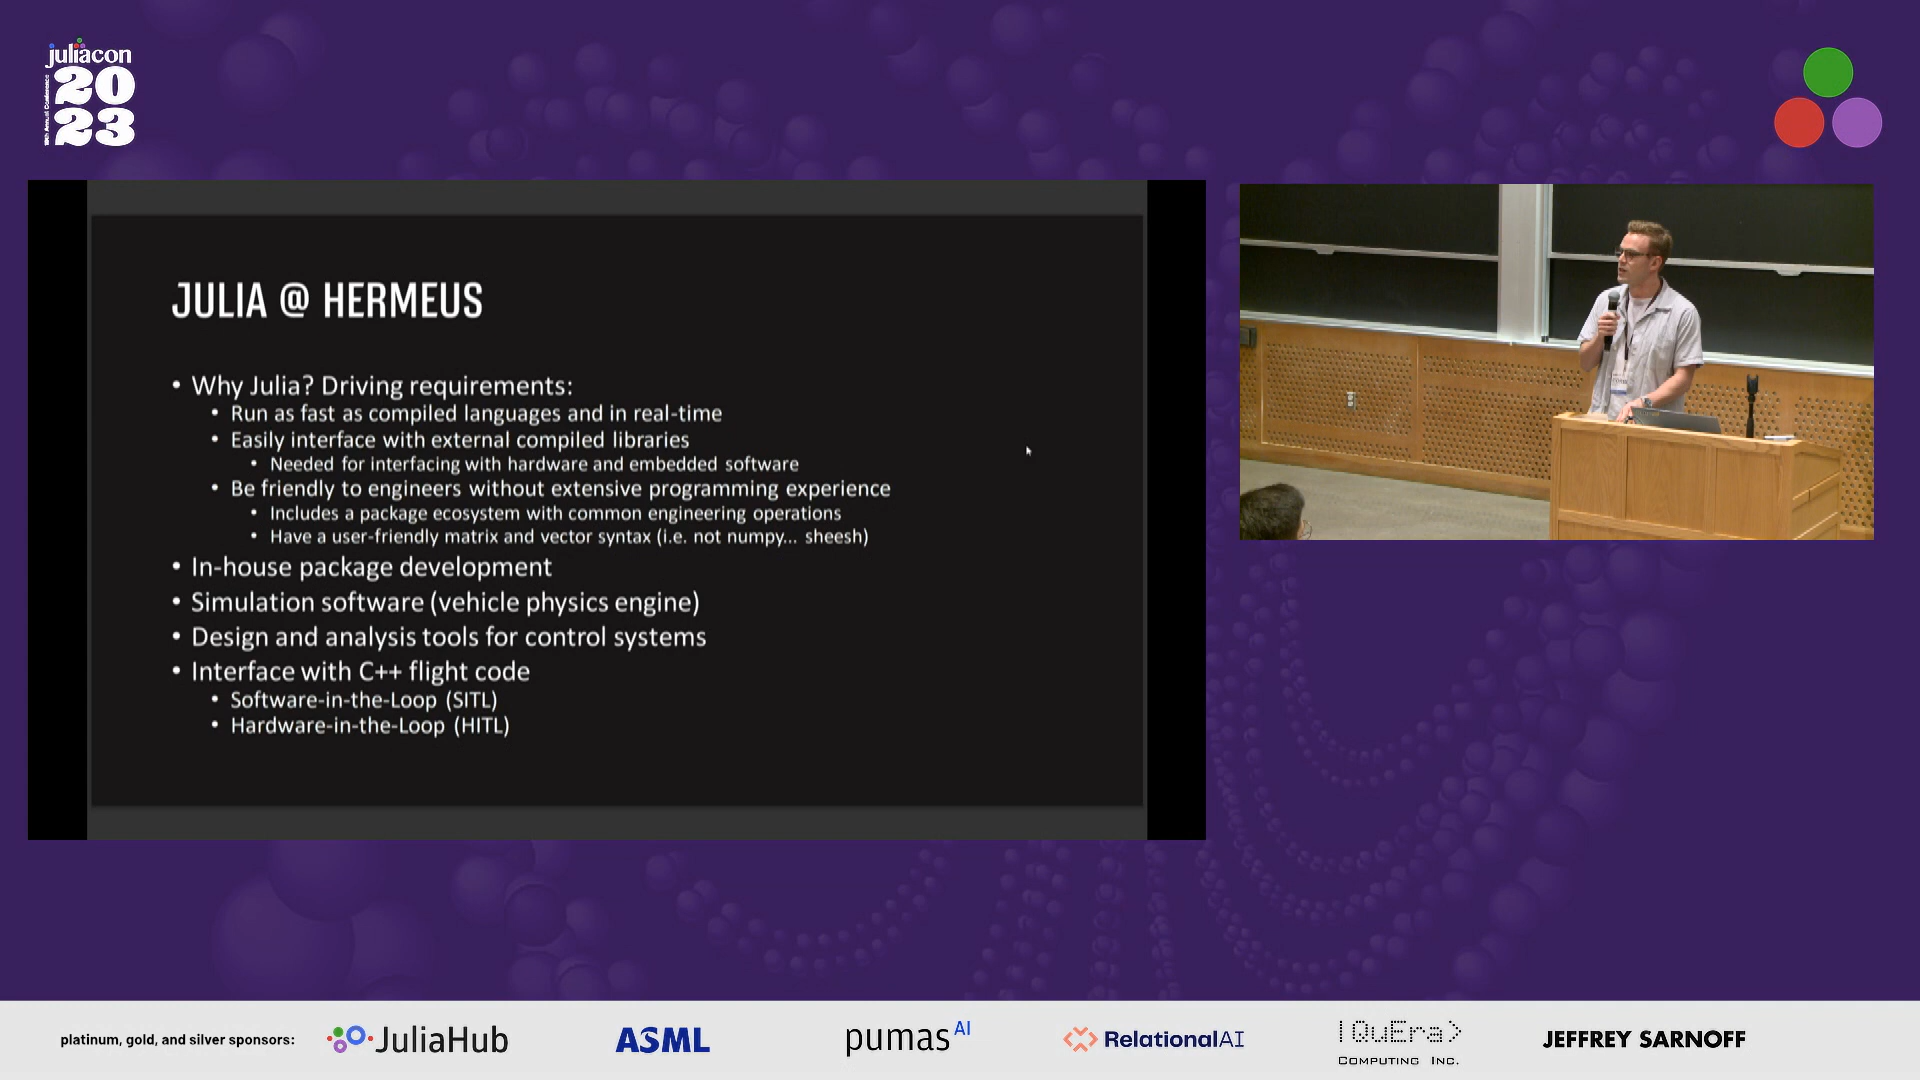 juliacon
20
23
JULIA @ HERMEUS
• Why Julia? Driving requirements:
• Run as fast as compiled languages and in real-time
• Easily interface with external compiled libraries
• Needed for interfacing with hardware and embedded software
• Be friendly to engineers without extensive programming experience
• Includes a package ecosystem with common engineering operations
• Have a user-friendly matrix and vector syntax (i.e. not numpy... sheesh)
• In-house package development
• Simulation software (vehicle physics engine)
• Design and analysis tools for control systems
• Interface with C++ flight code
• Software-in-the-Loop (SITL)
• Hardware-in-the-Loop (HITL)
platinum, gold, and silver sponsors:
JuliaHub
ASML
pumasAI
RelationalAI
|QuEra>
COMPUTING INC.
JEFFREY SARNOFF